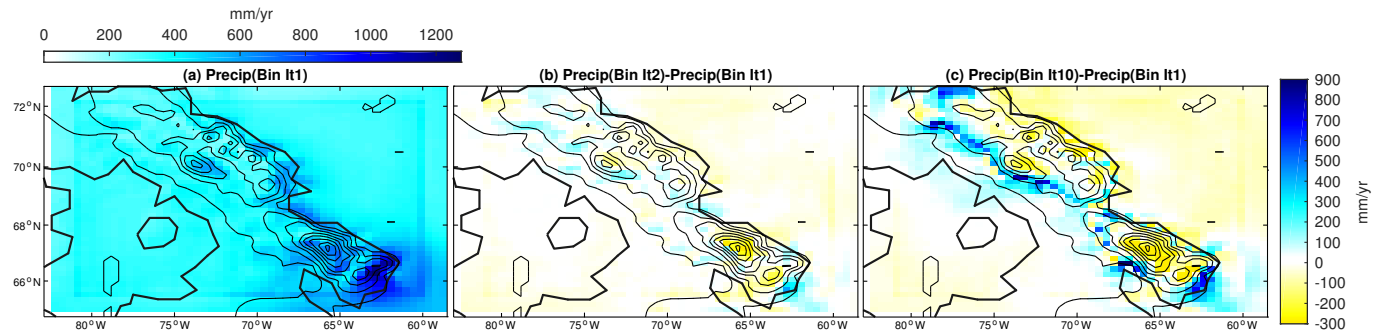 mm/yr
0 200 400 600 800 1000 1200
(a) Precip(Bin It1) (b) Precip(Bin It2)-Precip(Bin It1) (c) Precip(Bin It10)-Precip(Bin It1)
72°N
70°N
68°N
66°N
80°W 75°W 70°W 65°W 60°W 80°W 75°W 70°W 65°W 60°W 80°W 75°W 70°W 65°W 60°W
900
800
700
600
500
400
300
200
100
0
-100
-200
-300
mm/yr